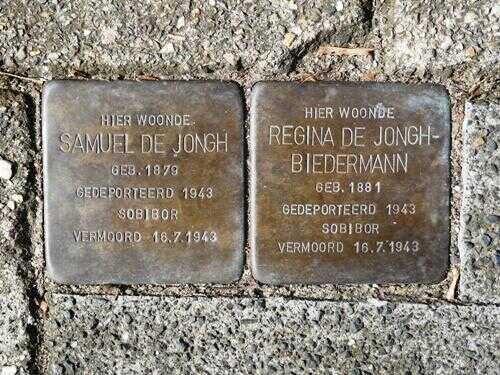 HIER WOONDE
SAMUEL DE JONGH
GEB. 1879
GEDEPORTEERD 1943
SOBIBOR
VERMOORD 16.7.1943
HIER WOONDE
REGINA DE JONGH-
BIEDERMANN
GEB. 1881
GEDEPORTEERD 1943
SOBIBOR
VERMOORD 16.7.1943